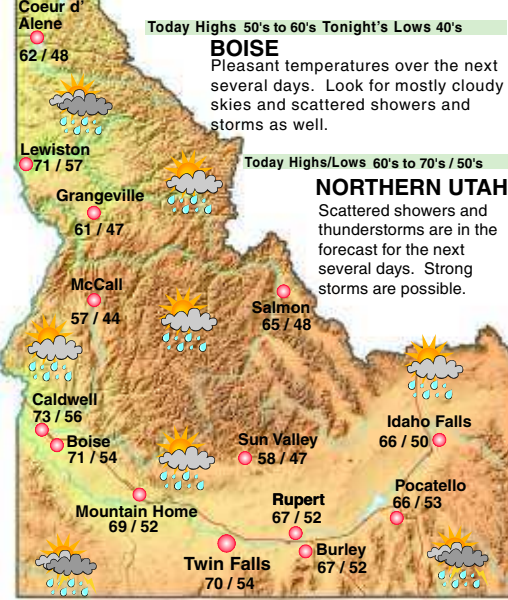 Coeur d'
Alene
62 / 48
Today Highs 50's to 60's Tonight's Lows 40's
BOISE
Pleasant temperatures over the next
several days. Look for mostly cloudy
skies and scattered showers and
storms as well.
Today Highs/Lows 60's to 70's / 50's
NORTHERN UTAH
Scattered showers and
thunderstorms are in the
forecast for the next
several days. Strong
storms are possible.
Lewiston
71 / 57
Grangeville
61 / 47
McCall
57 / 44
Salmon
65 / 48
Caldwell
73 / 56
Boise
71 / 54
Sun Valley
58 / 47
Idaho Falls
66 / 50
Mountain Home
69 / 52
Rupert
67 / 52
Pocatello
66 / 53
Twin Falls
70 / 54
Burley
67 / 52